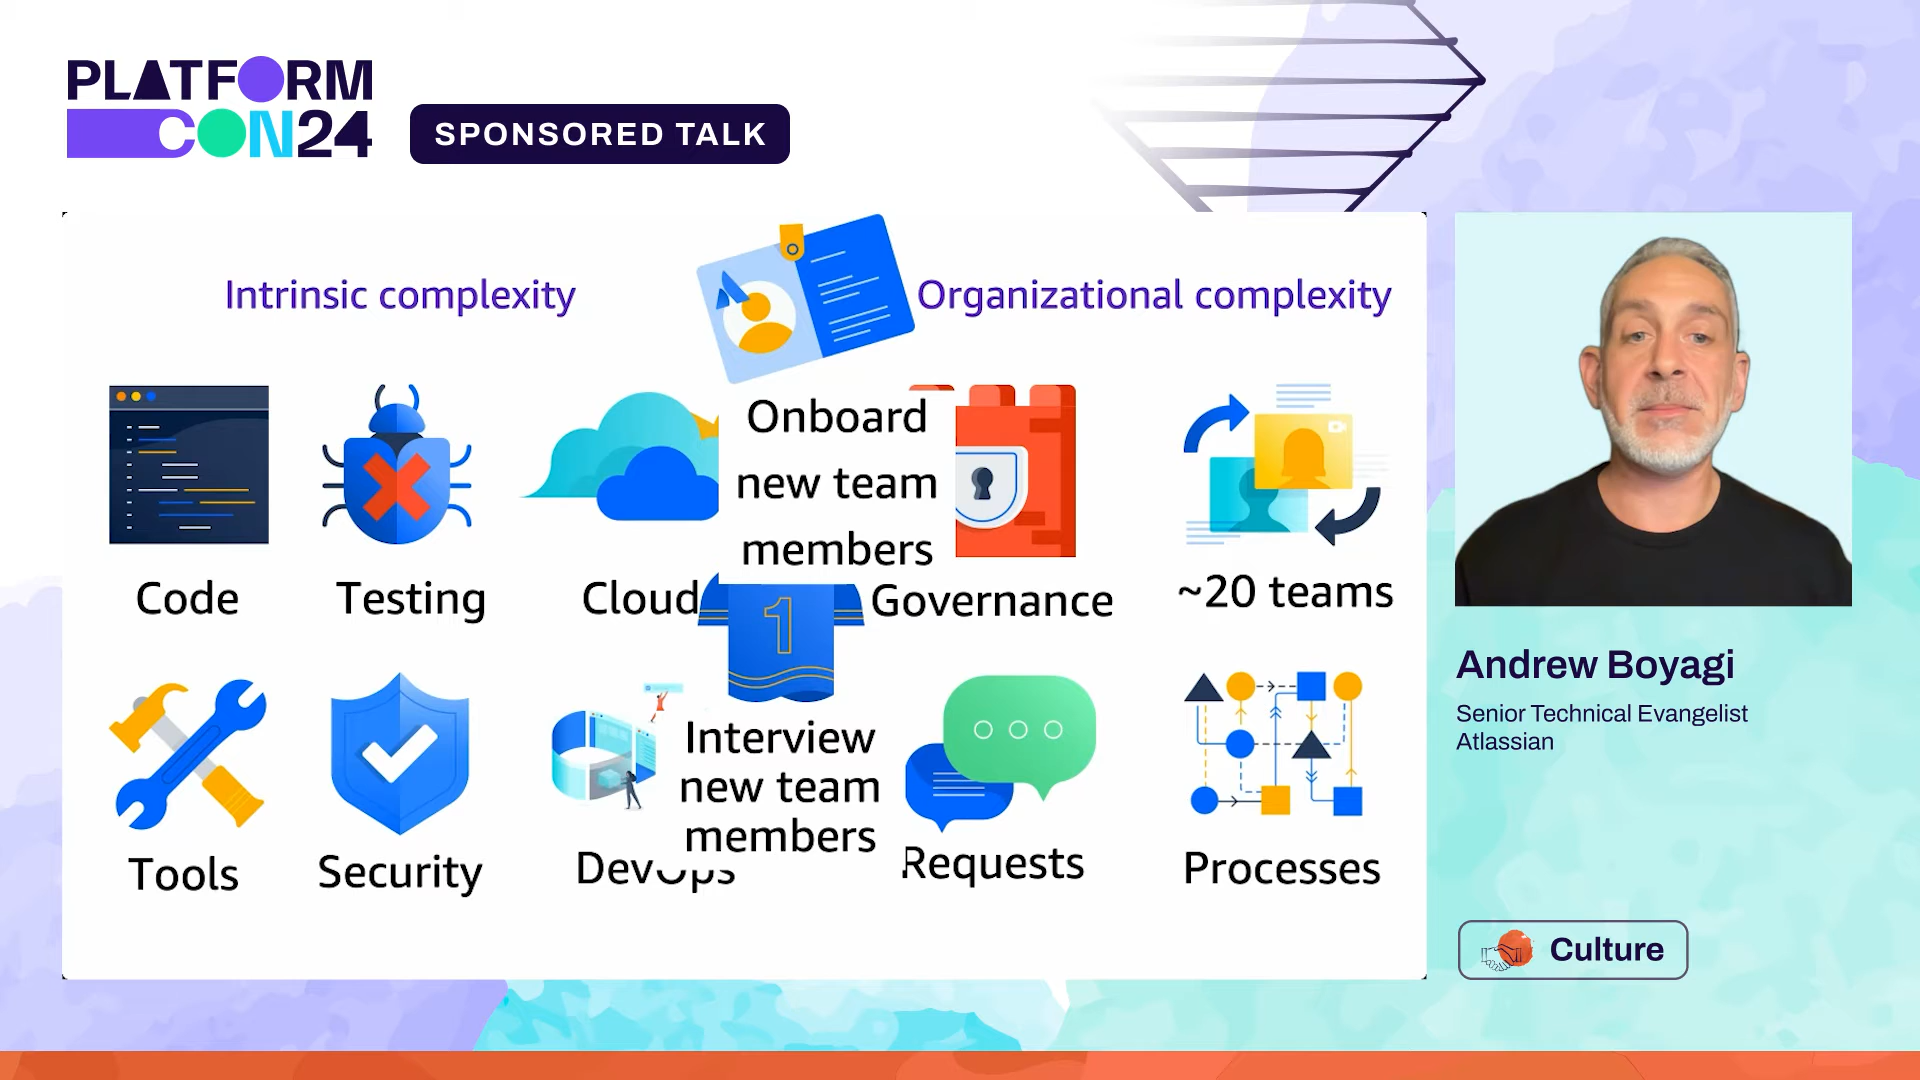 PLATFORM
CON24
SPONSORED TALK
Intrinsic complexity
Organizational complexity
Onboard
new team
members
1
Code
Testing
Cloud
Governance
~20 teams
Interview
new team
members
Tools
Security
DevOps
Requests
Processes
Andrew Boyagi
Senior Technical Evangelist
Atlassian
Culture